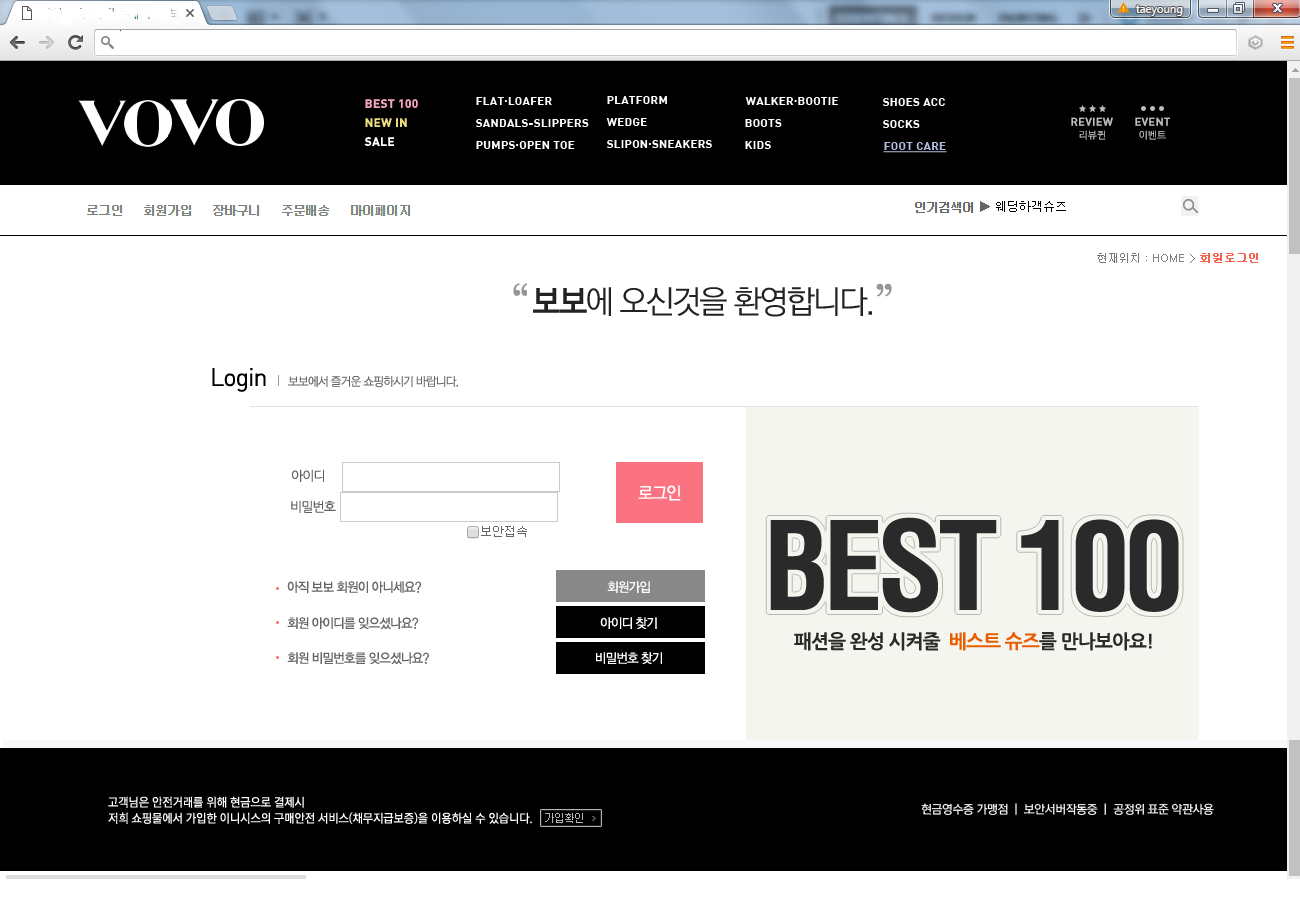 taeyoung
VOVO
BEST 100
NEW IN
SALE
FLAT·LOAFER
SANDALS-SLIPPERS
PUMPS·OPEN TOE
PLATFORM
WEDGE
SLIPON·SNEAKERS
WALKER·BOOTIE
BOOTS
KIDS
SHOES ACC
SOCKS
FOOT CARE
★★★
REVIEW
리뷰퀸
●●●
EVENT
이벤트
로그인 회원가입 장바구니 주문배송 마이페이지
인기검색어 ▶ 웨딩하객슈즈
현재위치 : HOME > 회원로그인
“ 보보에 오신것을 환영합니다. ”
Login | 보보에서 즐거운 쇼핑하시기 바랍니다.
아이디
비밀번호
로그인
보안접속
· 아직 보보 회원이 아니세요? 회원가입
· 회원 아이디를 잊으셨나요? 아이디 찾기
· 회원 비밀번호를 잊으셨나요? 비밀번호 찾기
BEST 100
패션을 완성 시켜줄 베스트 슈즈를 만나보아요!
고객님은 안전거래를 위해 현금으로 결제시
저희 쇼핑몰에서 가입한 이니시스의 구매안전 서비스(채무지급보증)을 이용하실 수 있습니다. 가입확인 >
현금영수증 가맹점 | 보안서버작동중 | 공정위 표준 약관사용